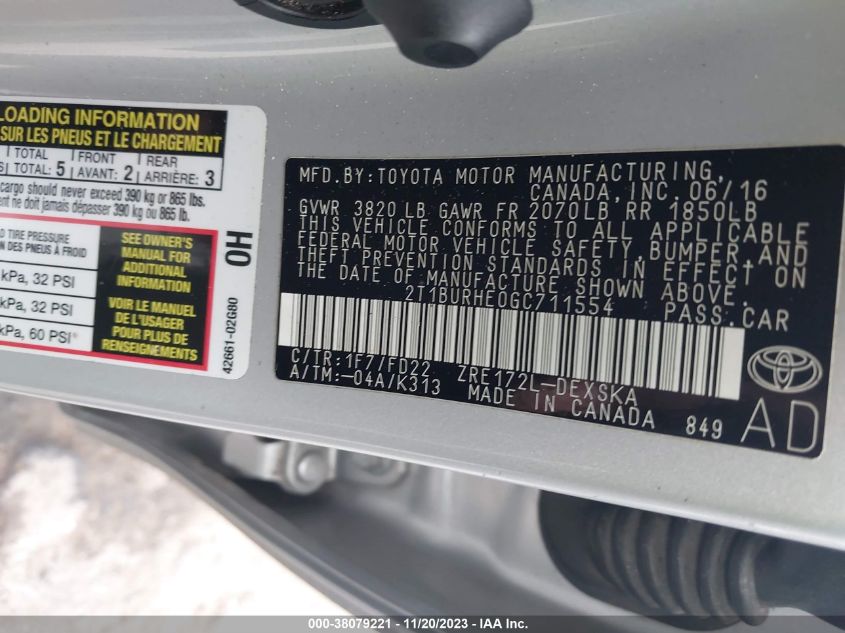 LOADING INFORMATION
SUR LES PNEUS ET LE CHARGEMENT
TOTAL FRONT REAR
TOTAL: 5 AVANT: 2 ARRIÈRE: 3
cargo should never exceed 390 kg or 865 lbs.
ne doit jamais dépasser 390 kg ou 865 lb.
TIRE PRESSURE
DES PNEUS À FROID
kPa, 32 PSI
kPa, 32 PSI
kPa, 60 PSI
SEE OWNER'S
MANUAL FOR
ADDITIONAL
INFORMATION
VOIR LE MANUEL
DE L'USAGER
POUR PLUS DE
RENSEIGNEMENTS
0H
42661-02G80
MFD.BY:TOYOTA MOTOR MANUFACTURING,
CANADA, INC. 06/16
GVWR 3820 LB GAWR FR 2070LB RR 1850LB
THIS VEHICLE CONFORMS TO ALL APPLICABLE
FEDERAL MOTOR VEHICLE SAFETY, BUMPER, AND
THEFT PREVENTION STANDARDS IN EFFECT ON
THE DATE OF MANUFACTURE SHOWN ABOVE.
2T1BURHE0GC711554 PASS CAR
C/TR:1F7/FD22 ZRE172L-DEXSKA
A/TM:-04A/K313 MADE IN CANADA 849
AD
000-38079221 - 11/20/2023 - IAA Inc.